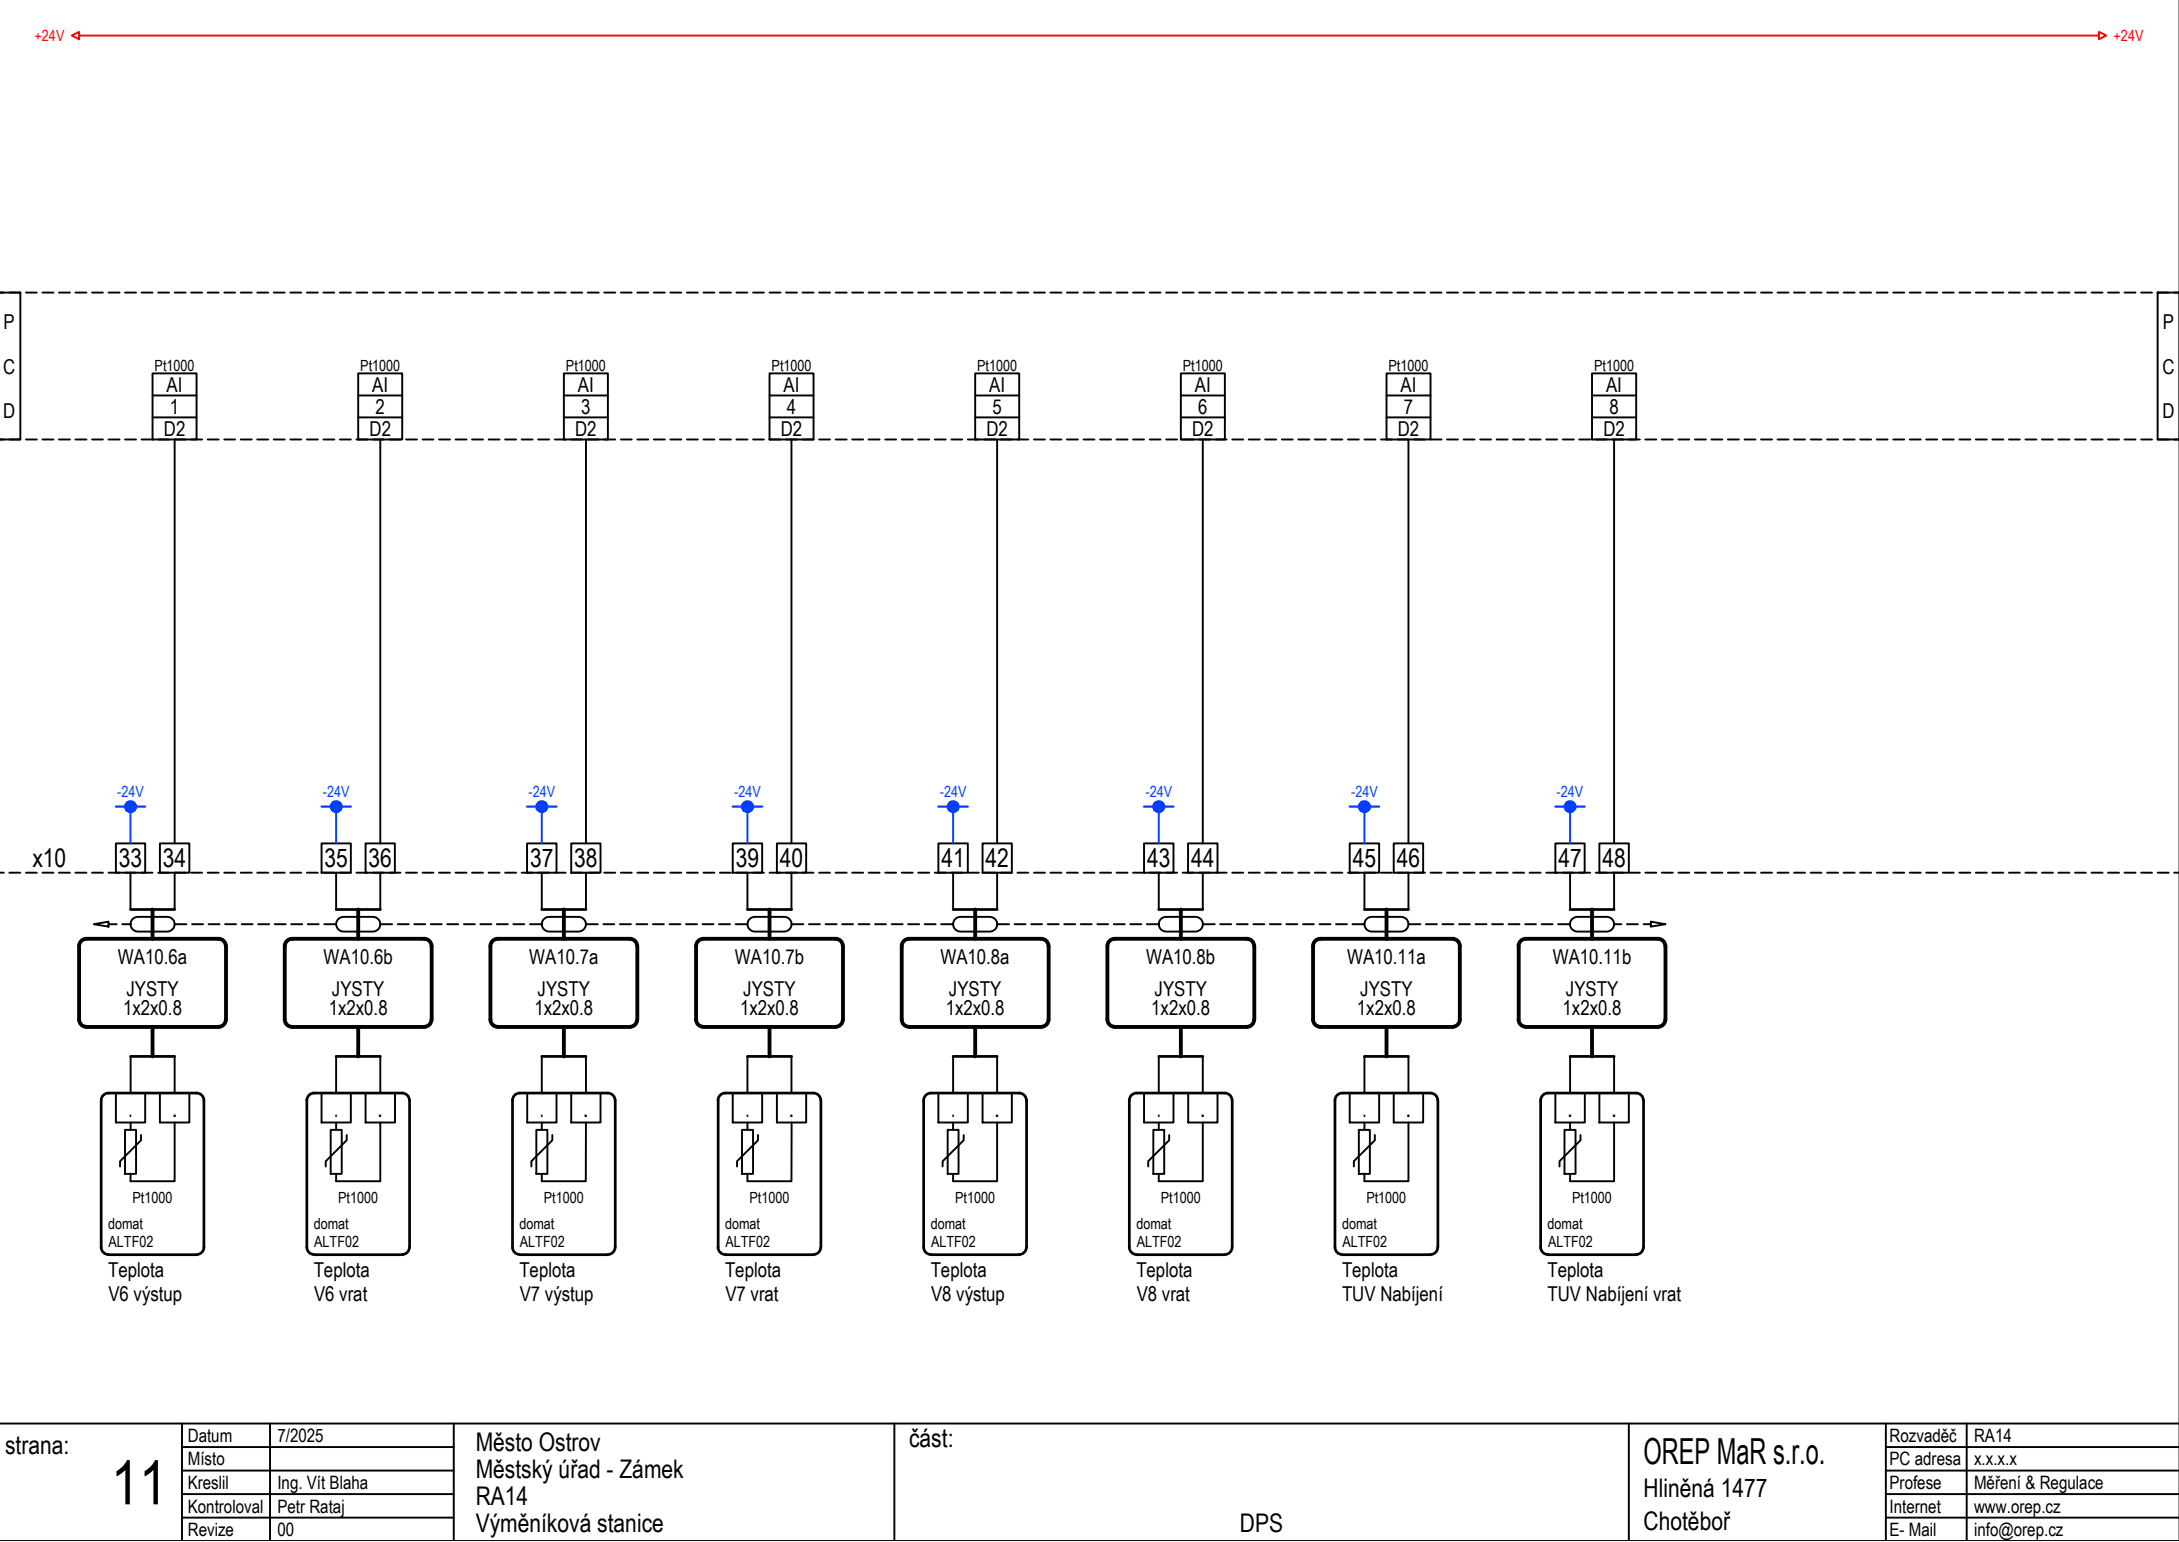 +24V +24V
P P
Pt1000 Pt1000 Pt1000 Pt1000 Pt1000 Pt1000 Pt1000 Pt1000
C C
AI AI AI AI AI AI AI AI
1 2 3 4 5 6 7 8
D D
D2 D2 D2 D2 D2 D2 D2 D2
-24V -24V -24V -24V -24V -24V -24V -24V
x10 33 34 35 36 37 38 39 40 41 42 43 44 45 46 47 48
WA10.6a WA10.6b WA10.7a WA10.7b WA10.8a WA10.8b WA10.11a WA10.11b
JYSTY JYSTY JYSTY JYSTY JYSTY JYSTY JYSTY JYSTY
1x2x0.8 1x2x0.8 1x2x0.8 1x2x0.8 1x2x0.8 1x2x0.8 1x2x0.8 1x2x0.8
Pt1000 Pt1000 Pt1000 Pt1000 Pt1000 Pt1000 Pt1000 Pt1000
domat domat domat domat domat domat domat domat
ALTF02 ALTF02 ALTF02 ALTF02 ALTF02 ALTF02 ALTF02 ALTF02
Teplota Teplota Teplota Teplota Teplota Teplota Teplota Teplota
V6 výstup V6 vrat V7 výstup V7 vrat V8 výstup V8 vrat TUV Nabíjení TUV Nabíjení vrat
strana:
11
Datum 7/2025
Místo
Kreslil Ing. Vít Blaha
Kontroloval Petr Rataj
Revize 00
Město Ostrov
Městský úřad - Zámek
RA14
Výměníková stanice
část:
DPS
OREP MaR s.r.o.
Hliněná 1477
Chotěboř
Rozvaděč RA14
PC adresa x.x.x.x
Profese Měření & Regulace
Internet www.orep.cz
E- Mail info@orep.cz